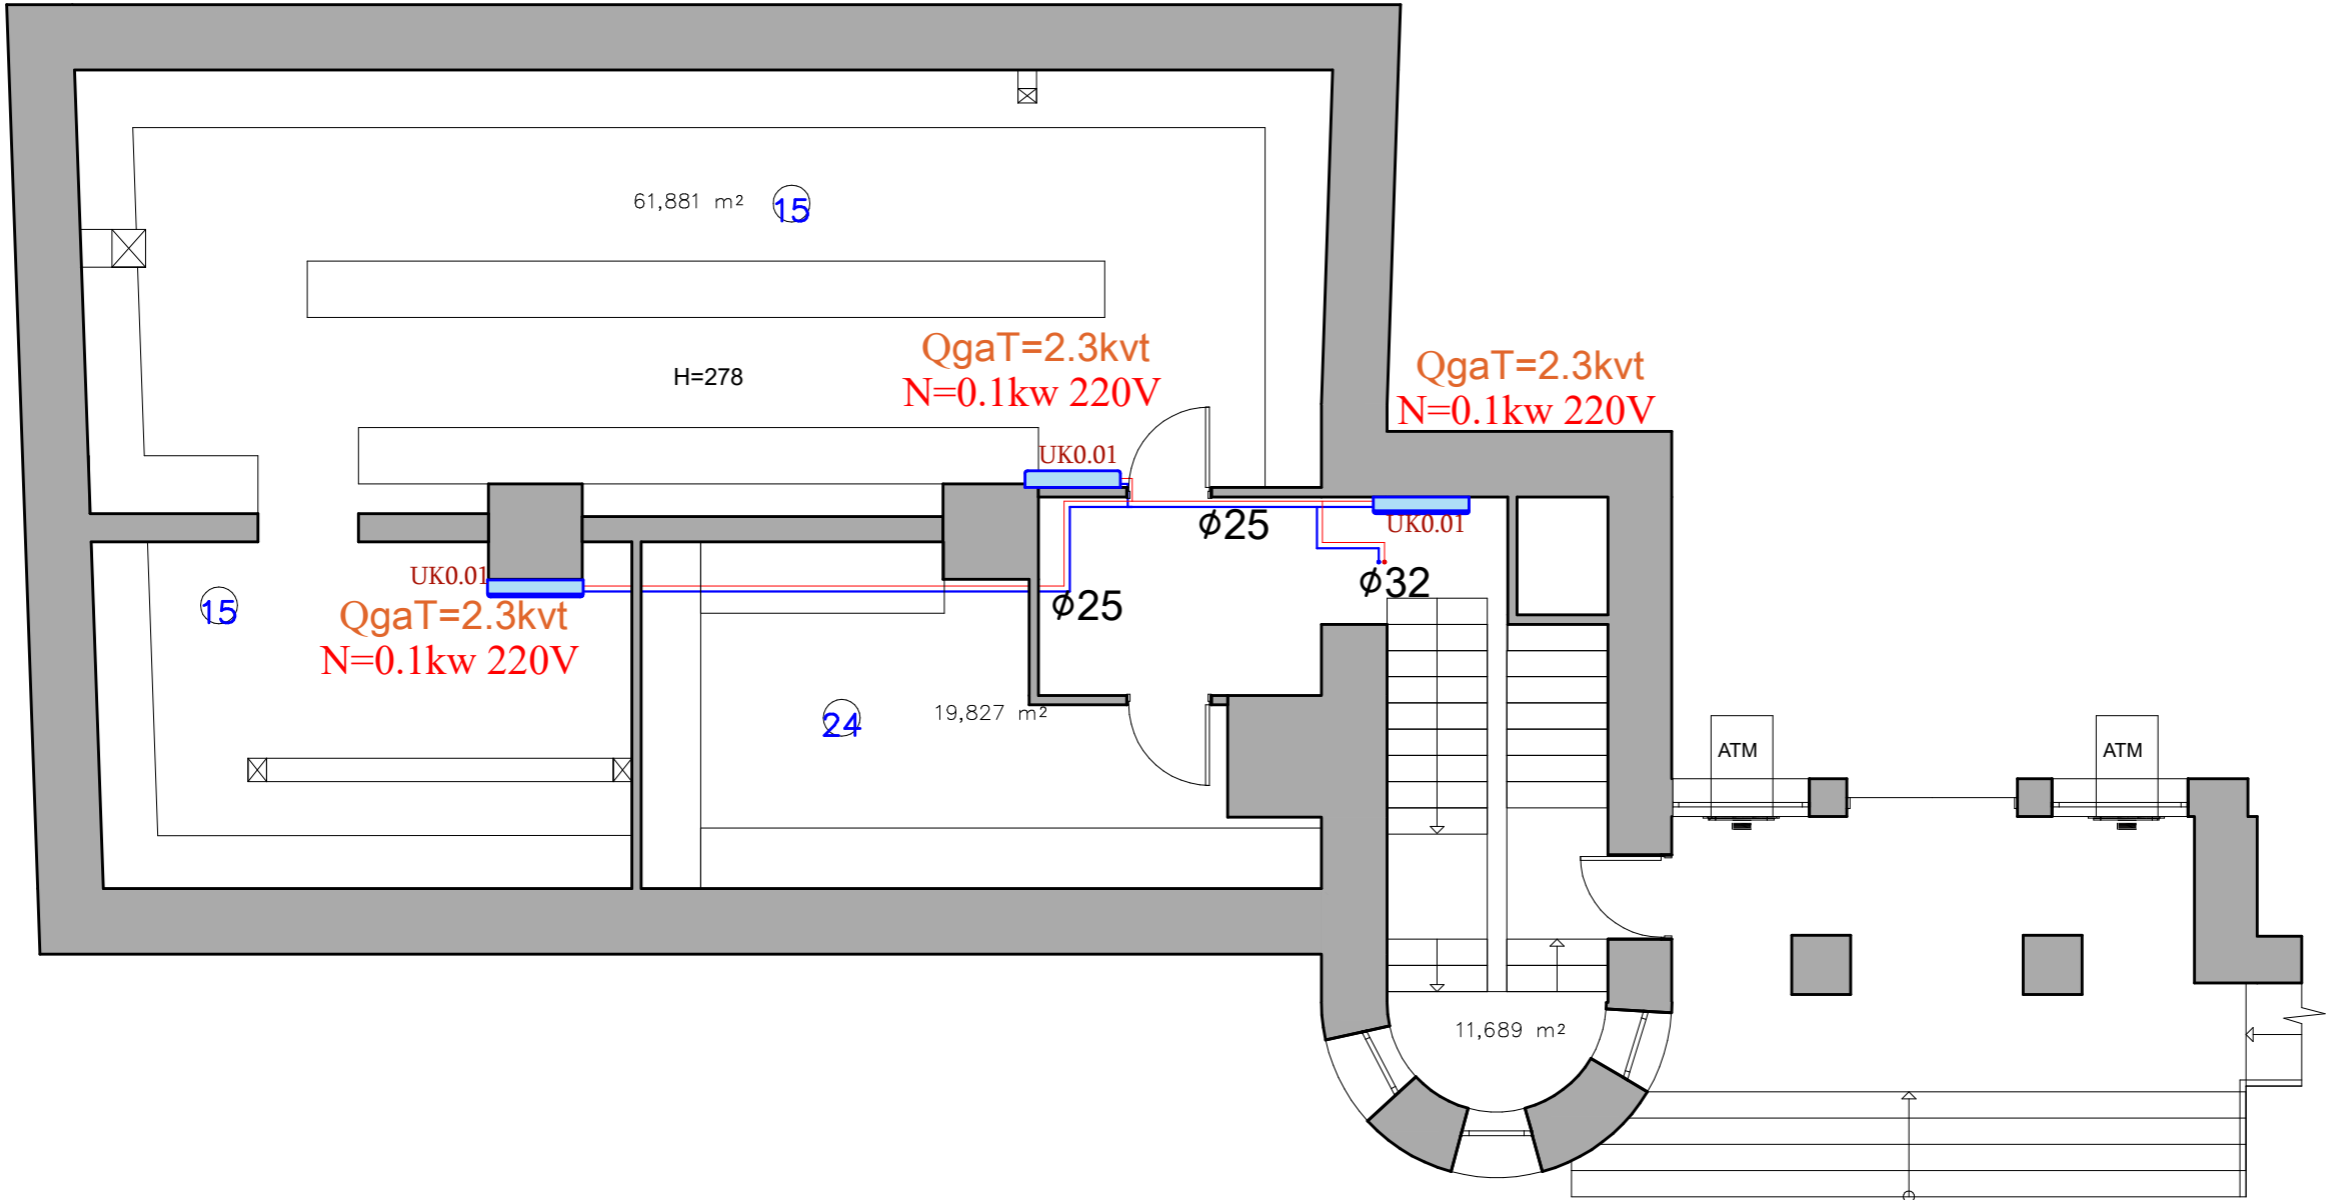 61,881 m²
15
QgaT=2.3kvt
N=0.1kw 220V
H=278
QgaT=2.3kvt
N=0.1kw 220V
UK0.01
ϕ25
UK0.01
UK0.01
15
QgaT=2.3kvt
N=0.1kw 220V
ϕ25
ϕ32
24
19,827 m²
ATM
ATM
11,689 m²